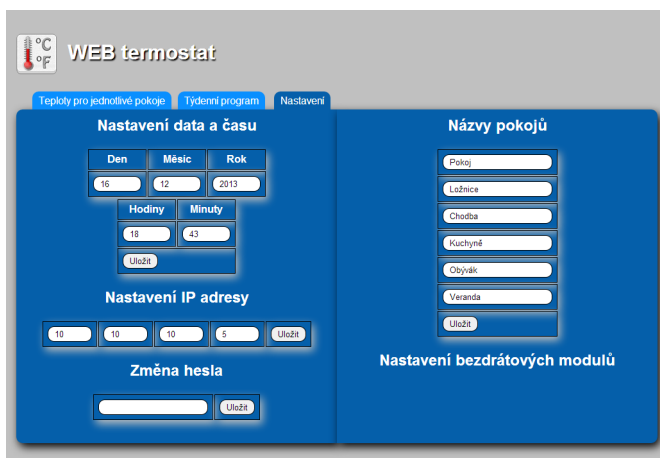 °C
°F
WEB termostat
Teploty pro jednotlivé pokoje Týdenní program Nastavení
Nastavení data a času
Den Měsíc Rok
16 12 2013
Hodiny Minuty
18 43
Uložit
Nastavení IP adresy
10 10 10 5 Uložit
Změna hesla
Uložit
Názvy pokojů
Pokoj
Ložnice
Chodba
Kuchyně
Obývák
Veranda
Uložit
Nastavení bezdrátových modulů